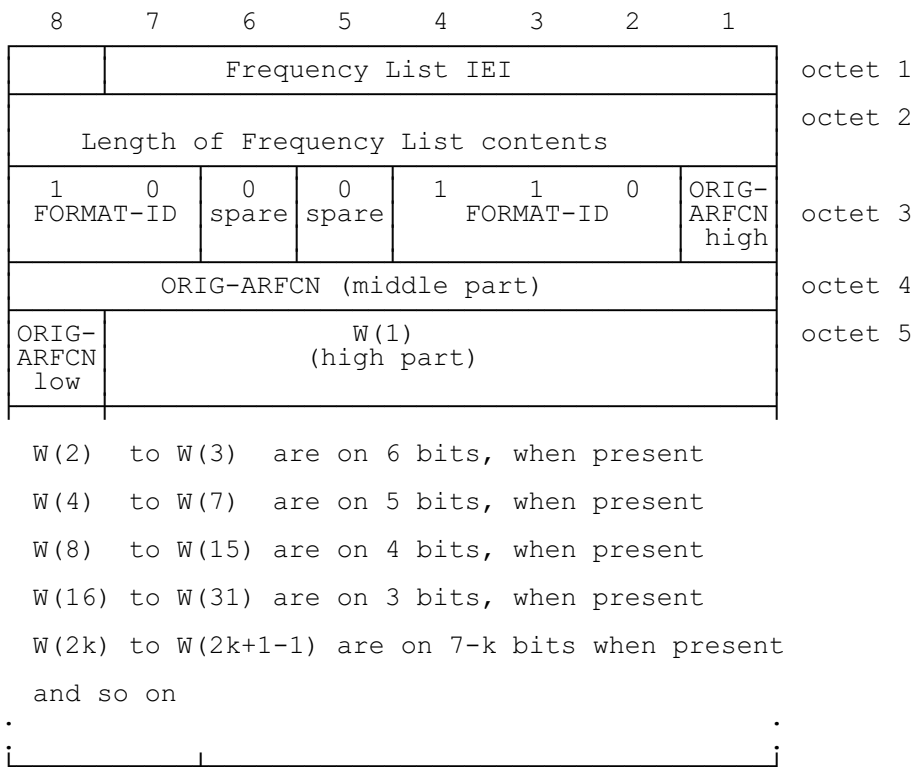 8 7 6 5 4 3 2 1
Frequency List IEI octet 1
octet 2
Length of Frequency List contents
1 0 0 0 1 1 0 ORIG-
FORMAT-ID spare spare FORMAT-ID ARFCN octet 3
high
ORIG-ARFCN (middle part) octet 4
ORIG- W(1) octet 5
ARFCN (high part)
low
W(2) to W(3) are on 6 bits, when present
W(4) to W(7) are on 5 bits, when present
W(8) to W(15) are on 4 bits, when present
W(16) to W(31) are on 3 bits, when present
W(2k) to W(2k+1-1) are on 7-k bits when present
and so on